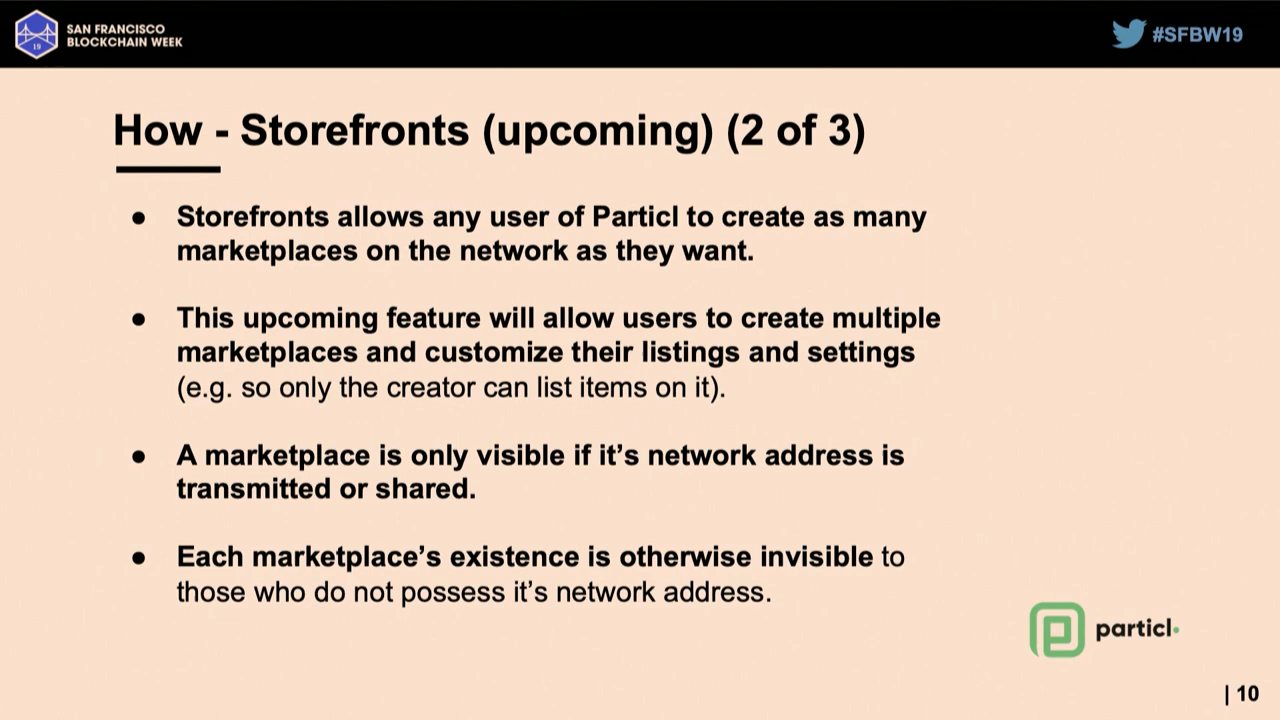 SAN FRANCISCO
BLOCKCHAIN WEEK
19
#SFBW19
How - Storefronts (upcoming) (2 of 3)
● Storefronts allows any user of Particl to create as many
marketplaces on the network as they want.
● This upcoming feature will allow users to create multiple
marketplaces and customize their listings and settings
(e.g. so only the creator can list items on it).
● A marketplace is only visible if it’s network address is
transmitted or shared.
● Each marketplace’s existence is otherwise invisible to
those who do not possess it’s network address.
particl
| 10